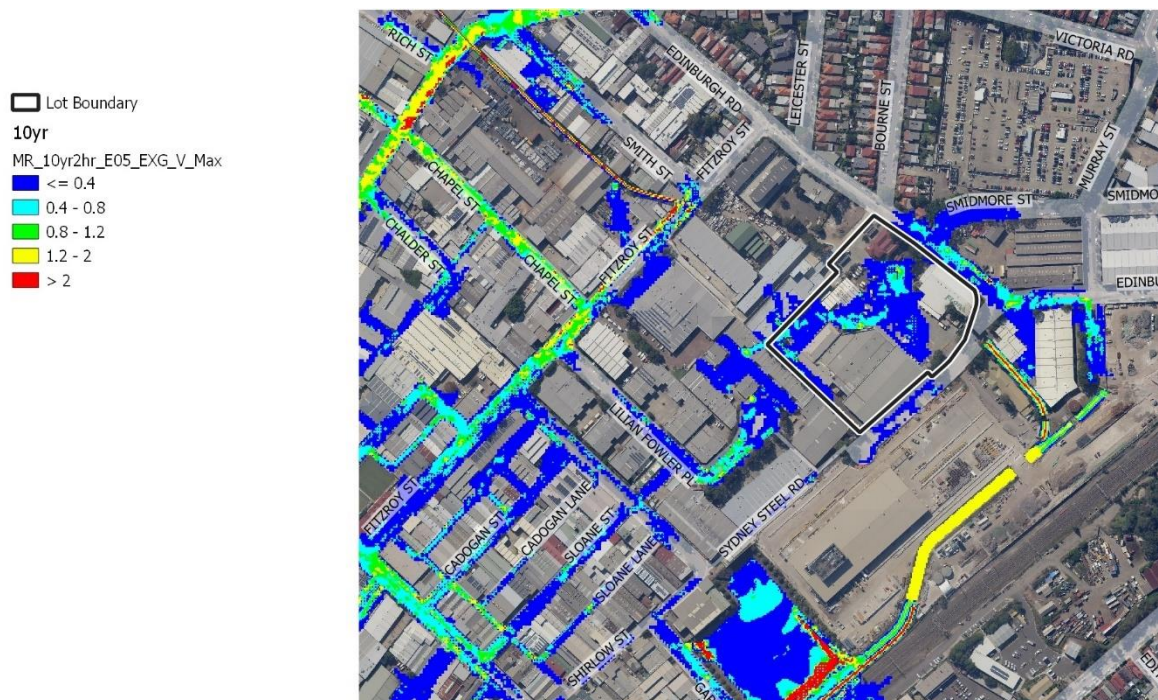 Lot Boundary
10yr
MR_10yr2hr_E05_EXG_V_Max
<= 0.4
0.4 - 0.8
0.8 - 1.2
1.2 - 2
> 2
RICH ST
EDINBURGH RD
LEICESTER ST
BOURNE ST
VICTORIA RD
MURRAY ST
SMITH ST
FITZROY ST
CHAPEL ST
SMIDMORE ST
SMIDMO
CHALDER ST
CHAPEL ST
FITZROY ST
EDINBU
LILIAN FOWLER PL
SYDNEY STEEL RD
FITZROY ST
CADOGAN ST
CADOGAN LANE
SLOANE ST
SLOANE LANE
SHIRLOW ST
GA
ED